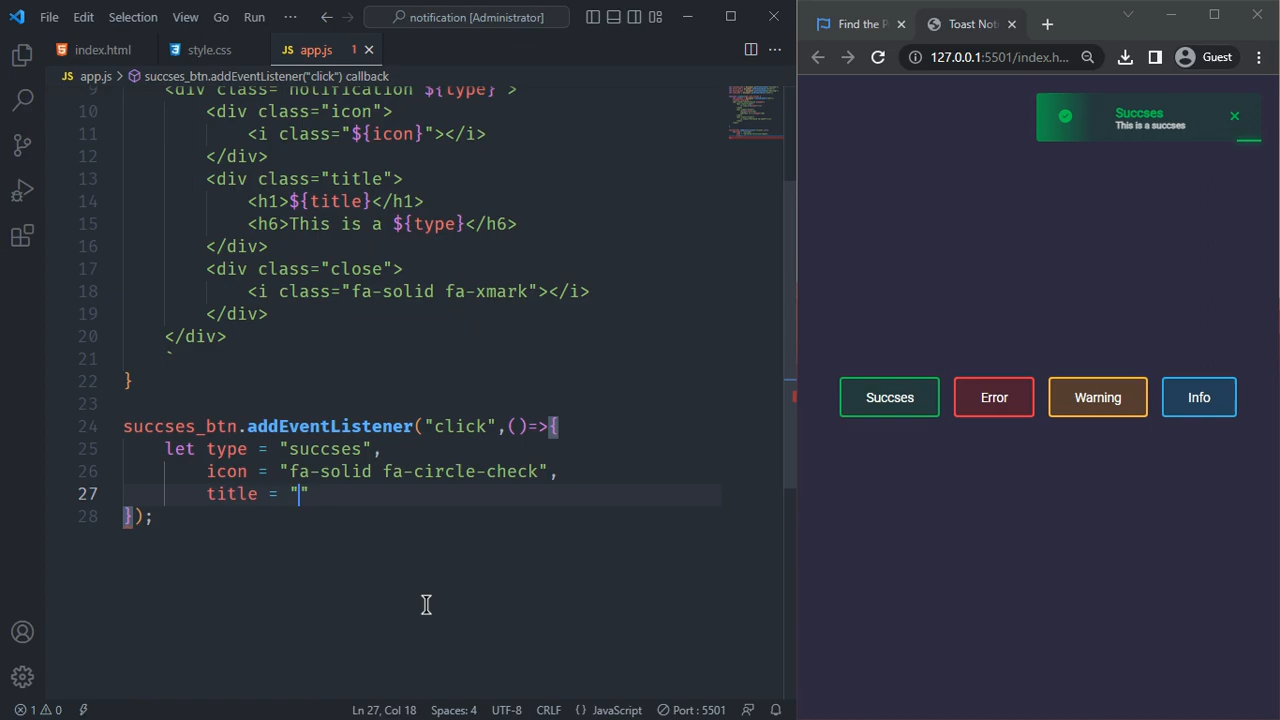 File Edit Selection View Go Run ··· notification [Administrator]
index.html style.css app.js 1
app.js > succses_btn.addEventListener("click") callback
9 <div class="notification ${type}">
10 <div class="icon">
11 <i class="${icon}"></i>
12 </div>
13 <div class="title">
14 <h1>${title}</h1>
15 <h6>This is a ${type}</h6>
16 </div>
17 <div class="close">
18 <i class="fa-solid fa-xmark"></i>
19 </div>
20 </div>
21 `
22 }
23
24 succses_btn.addEventListener("click",()=>{
25 let type = "succses",
26 icon = "fa-solid fa-circle-check",
27 title = ""
28 });
1 0 Ln 27, Col 18 Spaces: 4 UTF-8 CRLF {} JavaScript Port : 5501
Find the P Toast Not
127.0.0.1:5501/index.h... Guest
Succses
This is a succses
Succses Error Warning Info